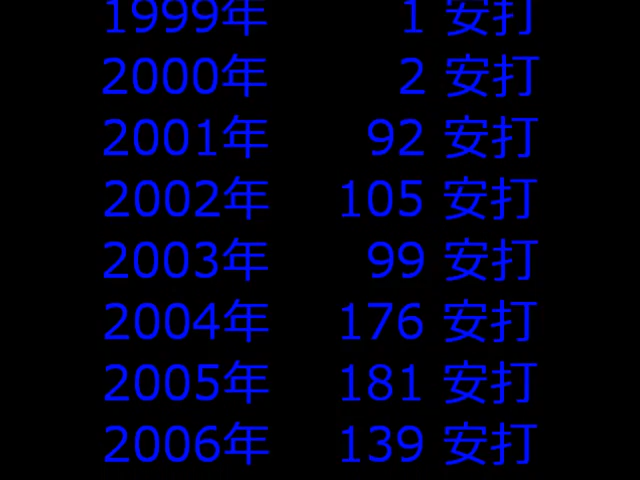 1999年 1 安打
2000年 2 安打
2001年 92 安打
2002年 105 安打
2003年 99 安打
2004年 176 安打
2005年 181 安打
2006年 139 安打